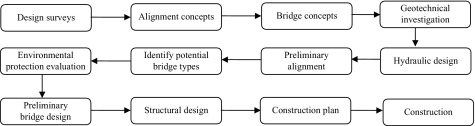 Design surveys
Alignment concepts
Bridge concepts
Geotechnical
investigation
Hydraulic design
Preliminary
alignment
Identify potential
bridge types
Environmental
protection evaluation
Preliminary
bridge design
Structural design
Construction plan
Construction